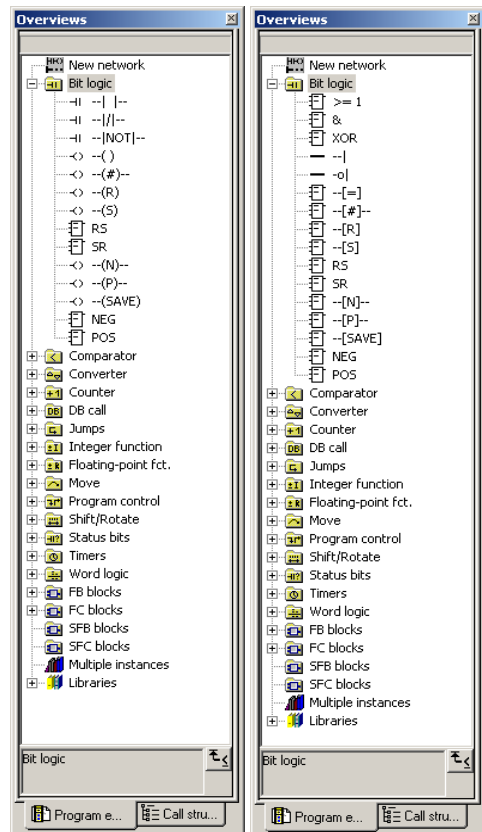 Overviews
New network
Bit logic
--| |--
--|/|--
--|NOT|--
--( )
--(#)--
--(R)
--(S)
RS
SR
--(N)--
--(P)--
--(SAVE)
NEG
POS
Comparator
Converter
Counter
DB call
Jumps
Integer function
Floating-point fct.
Move
Program control
Shift/Rotate
Status bits
Timers
Word logic
FB blocks
FC blocks
SFB blocks
SFC blocks
Multiple instances
Libraries
Bit logic
Program e...
Call stru...
Overviews
New network
Bit logic
>= 1
&
XOR
--|
-o|
--[=]
--[#]--
--[R]
--[S]
RS
SR
--[N]--
--[P]--
--[SAVE]
NEG
POS
Comparator
Converter
Counter
DB call
Jumps
Integer function
Floating-point fct.
Move
Program control
Shift/Rotate
Status bits
Timers
Word logic
FB blocks
FC blocks
SFB blocks
SFC blocks
Multiple instances
Libraries
Bit logic
Program e...
Call stru...